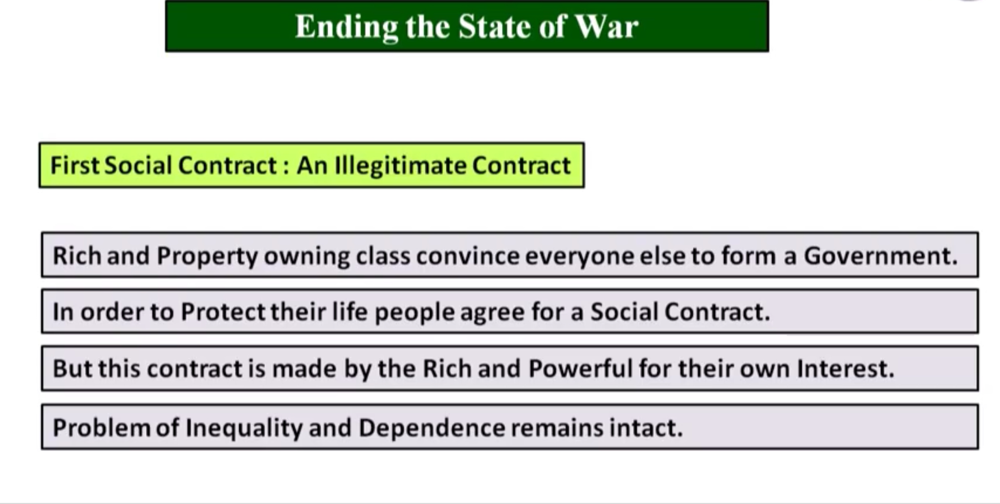 Ending the State of War
First Social Contract : An Illegitimate Contract
Rich and Property owning class convince everyone else to form a Government.
In order to Protect their life people agree for a Social Contract.
But this contract is made by the Rich and Powerful for their own Interest.
Problem of Inequality and Dependence remains intact.